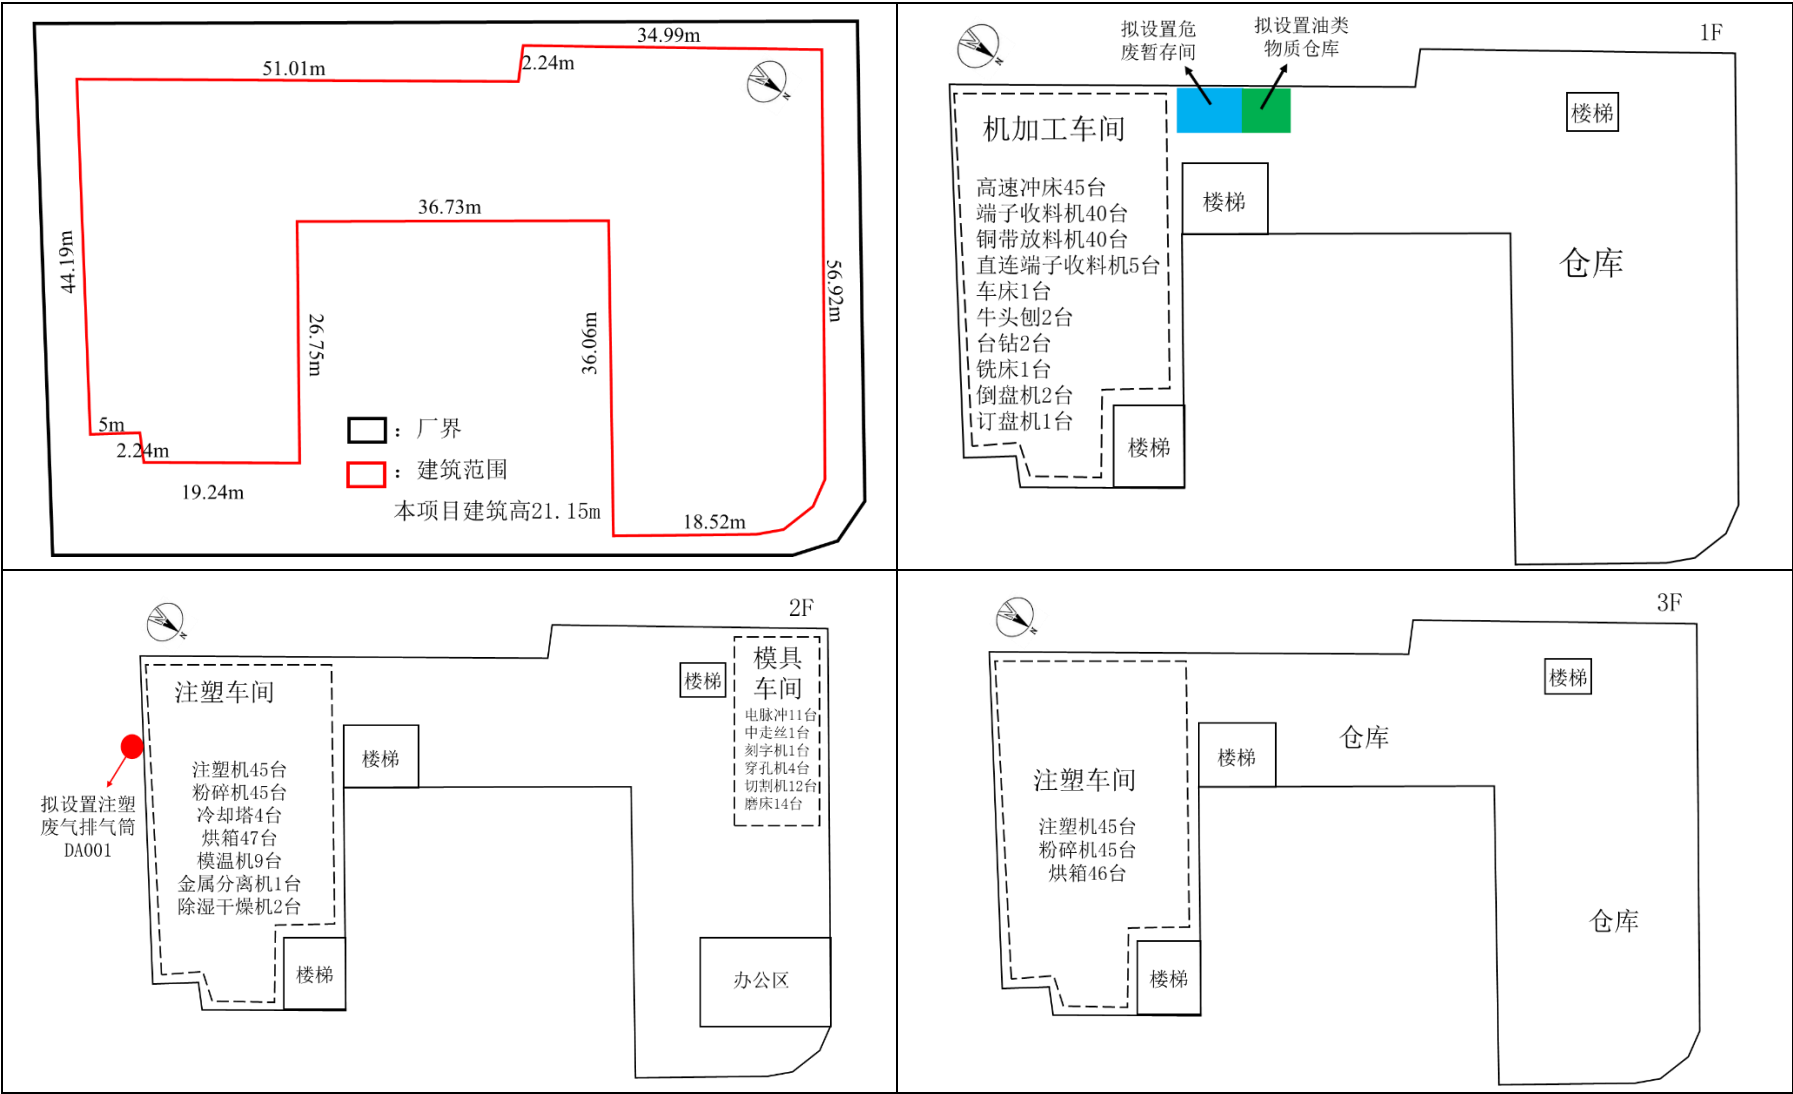 34.99m
51.01m
2.24m
N
36.73m
44.19m
26.75m
36.06m
56.92m
5m
2.24m
19.24m
18.52m
：厂界
：建筑范围
本项目建筑高21.15m
1F
N
拟设置危
废暂存间
拟设置油类
物质仓库
楼梯
机加工车间
高速冲床45台
端子收料机40台
铜带放料机40台
直连端子收料机5台
车床1台
牛头刨2台
台钻2台
铣床1台
倒盘机2台
订盘机1台
楼梯
仓库
楼梯
2F
N
注塑车间
注塑机45台
粉碎机45台
冷却塔4台
烘箱47台
模温机9台
金属分离机1台
除湿干燥机2台
拟设置注塑
废气排气筒
DA001
楼梯
楼梯
楼梯
模具
车间
电脉冲11台
中走丝1台
刻字机1台
穿孔机4台
切割机12台
磨床14台
办公区
3F
N
楼梯
仓库
楼梯
注塑车间
注塑机45台
粉碎机45台
烘箱46台
仓库
楼梯